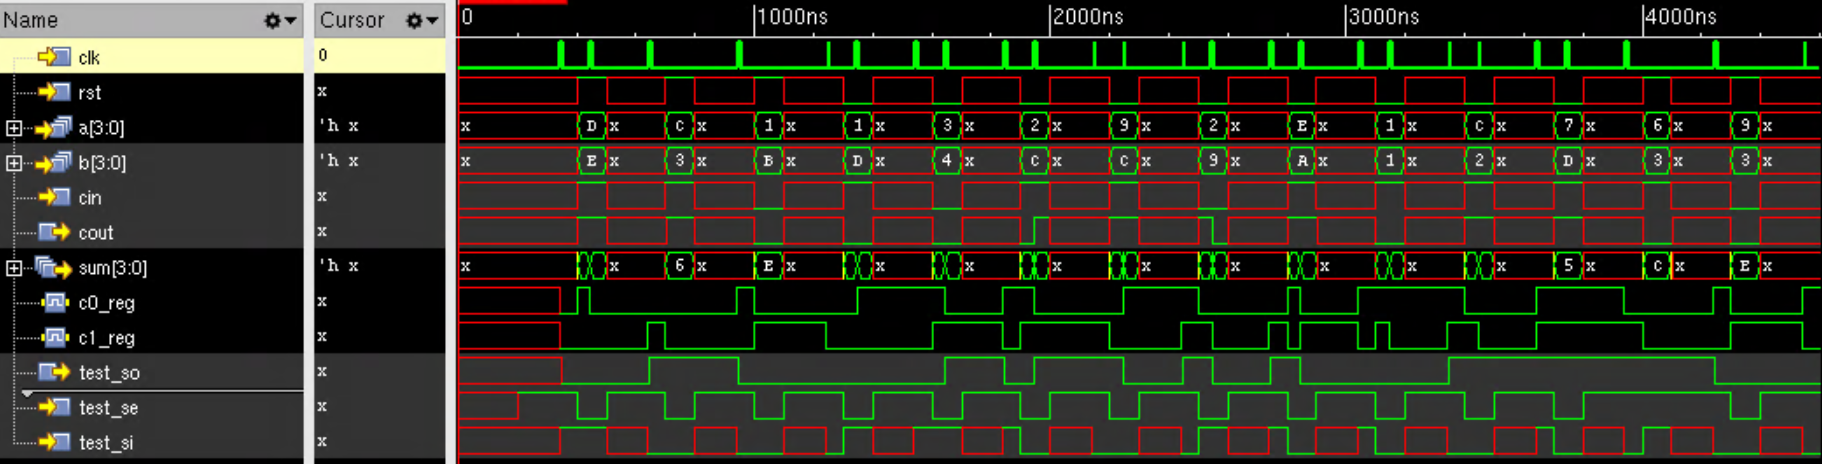 Name Cursor 0 1000ns 2000ns 3000ns 4000ns
clk 0
rst x
a[3:0] 'h x x D x C x 1 x 1 x 3 x 2 x 9 x 2 x E x 1 x C x 7 x 6 x 9 x
b[3:0] 'h x x E x 3 x B x D x 4 x C x C x 9 x A x 1 x 2 x D x 3 x 3 x
cin x
cout x
sum[3:0] 'h x x x 6 x E x x x x x x x x x 5 x C x E x
c0_reg x
c1_reg x
test_so x
test_se x
test_si x